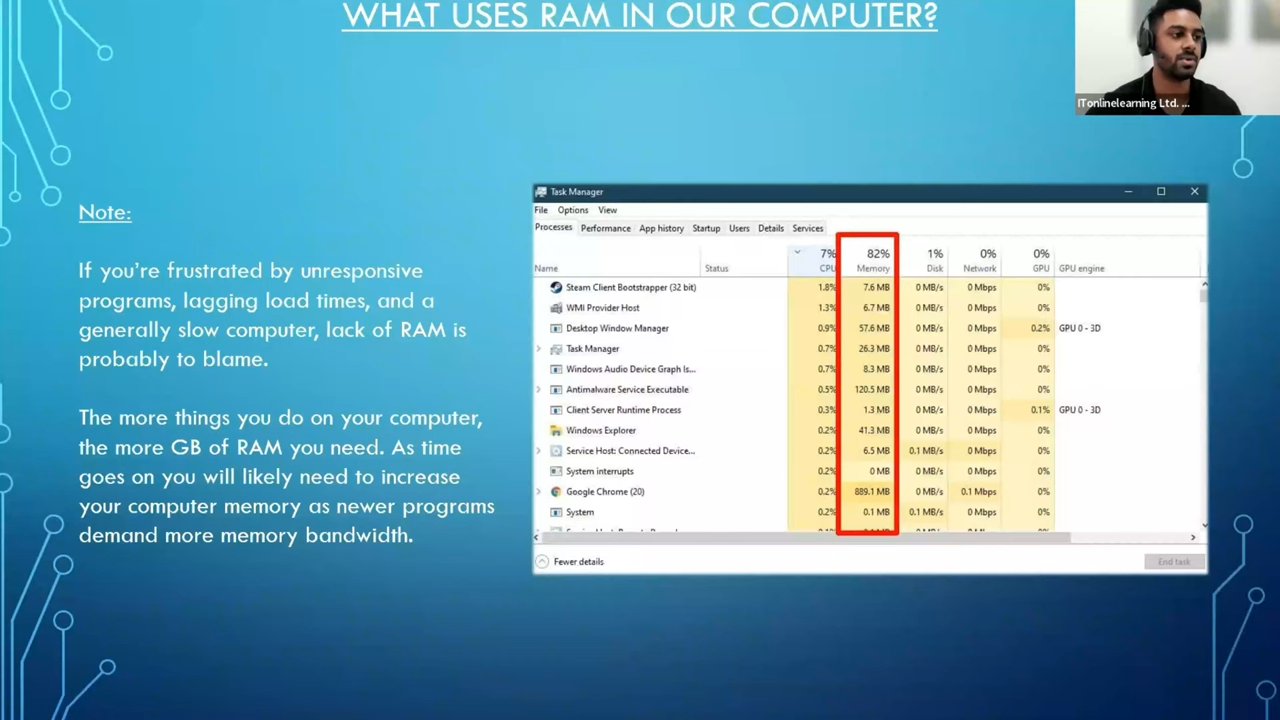 WHAT USES RAM IN OUR COMPUTER?
ITonlinelearning Ltd. ...
Note:
If you're frustrated by unresponsive
programs, lagging load times, and a
generally slow computer, lack of RAM is
probably to blame.
The more things you do on your computer,
the more GB of RAM you need. As time
goes on you will likely need to increase
your computer memory as newer programs
demand more memory bandwidth.
Task Manager
File Options View
Processes Performance App history Startup Users Details Services
7% 82% 1% 0% 0%
Name Status CPU Memory Disk Network GPU GPU engine
Steam Client Bootstrapper (32 bit) 1.8% 7.6 MB 0 MB/s 0 Mbps 0%
WMI Provider Host 1.3% 6.7 MB 0 MB/s 0 Mbps 0%
Desktop Window Manager 0.9% 57.6 MB 0 MB/s 0 Mbps 0.2% GPU 0 - 3D
Task Manager 0.7% 26.3 MB 0 MB/s 0 Mbps 0%
Windows Audio Device Graph Is... 0.7% 8.3 MB 0 MB/s 0 Mbps 0%
Antimalware Service Executable 0.5% 120.5 MB 0 MB/s 0 Mbps 0%
Client Server Runtime Process 0.3% 1.3 MB 0 MB/s 0 Mbps 0.1% GPU 0 - 3D
Windows Explorer 0.2% 41.3 MB 0 MB/s 0 Mbps 0%
Service Host: Connected Device... 0.2% 6.5 MB 0.1 MB/s 0 Mbps 0%
System interrupts 0.2% 0 MB 0 MB/s 0 Mbps 0%
Google Chrome (20) 0.2% 889.1 MB 0 MB/s 0.1 Mbps 0%
System 0.2% 0.1 MB 0.1 MB/s 0 Mbps 0%
Fewer details
End task